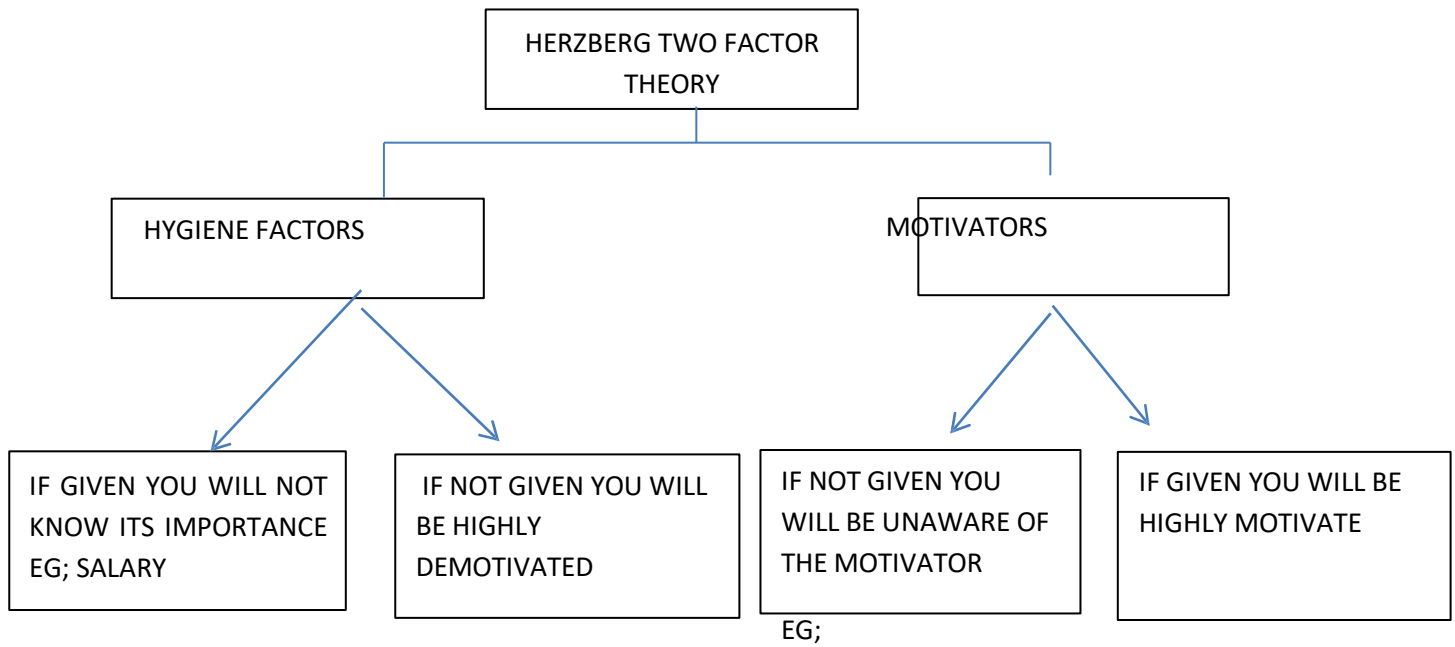 HERZBERG TWO FACTOR
THEORY
HYGIENE FACTORS
MOTIVATORS
IF GIVEN YOU WILL NOT
KNOW ITS IMPORTANCE
EG; SALARY
IF NOT GIVEN YOU WILL
BE HIGHLY
DEMOTIVATED
IF NOT GIVEN YOU
WILL BE UNAWARE OF
THE MOTIVATOR
EG;
IF GIVEN YOU WILL BE
HIGHLY MOTIVATE